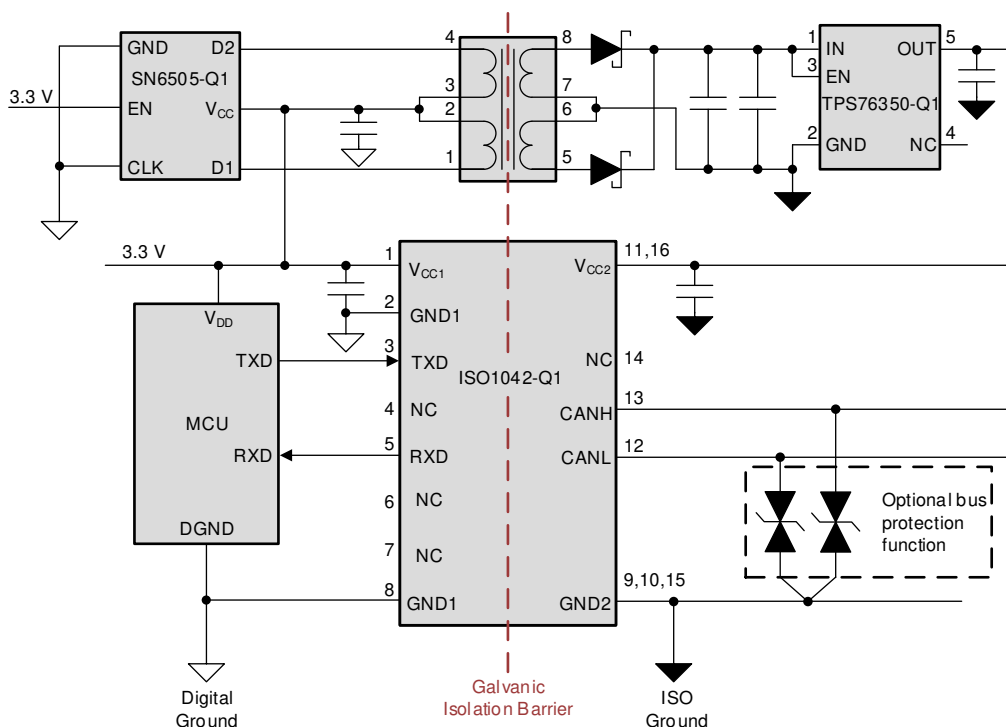 GND
D2
SN6505-Q1
3.3 V
EN
VCC
CLK
D1
4
3
2
1
8
7
6
5
1
IN
OUT
5
3
EN
TPS76350-Q1
2
GND
NC
4
3.3 V
VDD
TXD
MCU
RXD
DGND
1
VCC1
2
GND1
3
TXD
4
NC
5
RXD
6
NC
7
NC
8
GND1
ISO1042-Q1
11,16
VCC2
NC
14
13
CANH
12
CANL
9,10,15
GND2
Optional bus
protection
function
Digital
Ground
Galvanic
Isolation Barrier
ISO
Ground